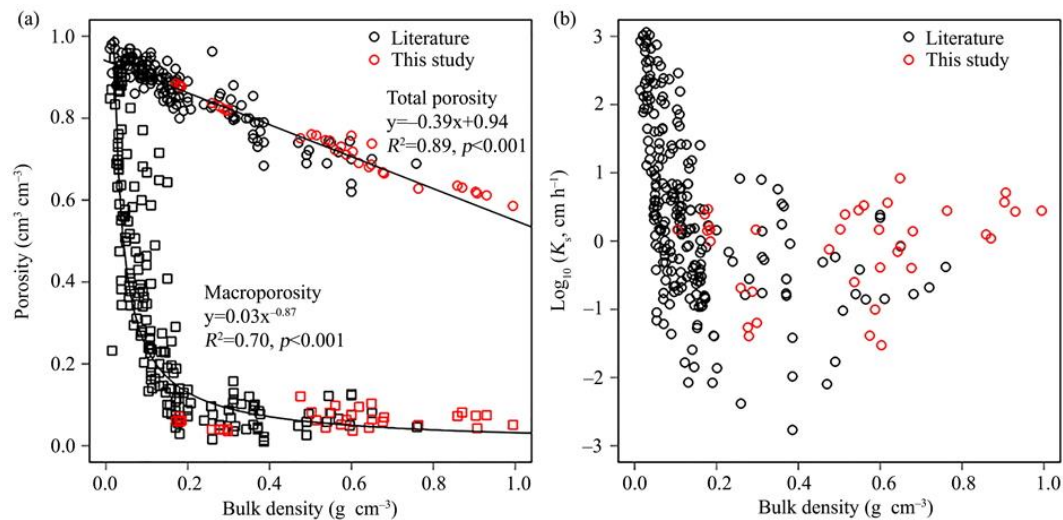 (a)
Literature
This study
Total porosity
y=–0.39x+0.94
R²=0.89, p<0.001
Macroporosity
y=0.03x⁻⁰·⁸⁷
R²=0.70, p<0.001
Porosity (cm³ cm⁻³)
1.0
0.8
0.6
0.4
0.2
0.0
0.0 0.2 0.4 0.6 0.8 1.0
Bulk density (g cm⁻³)
(b)
Literature
This study
Log₁₀ (Kₛ, cm h⁻¹)
3
2
1
0
–1
–2
–3
0.0 0.2 0.4 0.6 0.8 1.0
Bulk density (g cm⁻³)